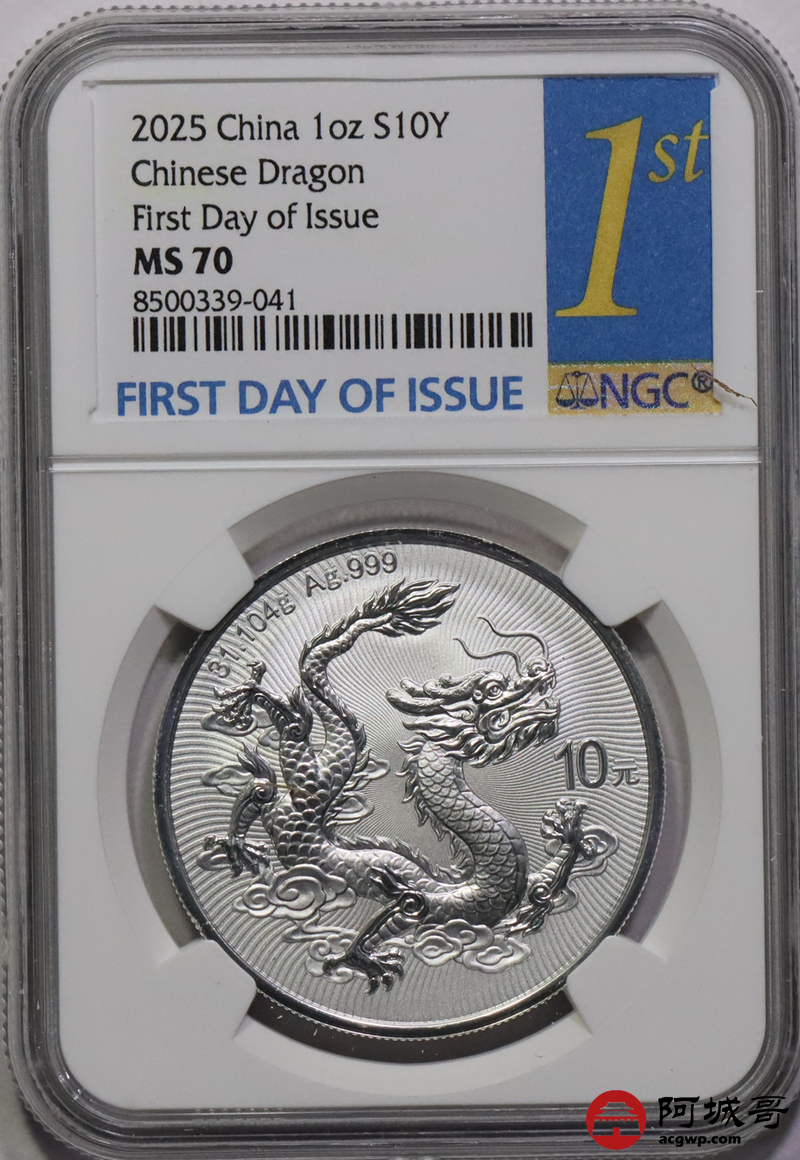 2025 China 1oz S10Y
Chinese Dragon
First Day of Issue
MS 70
8500339-041
FIRST DAY OF ISSUE
1st
NGC®
31.104g Ag.999
10元
阿城哥
acgwp.com